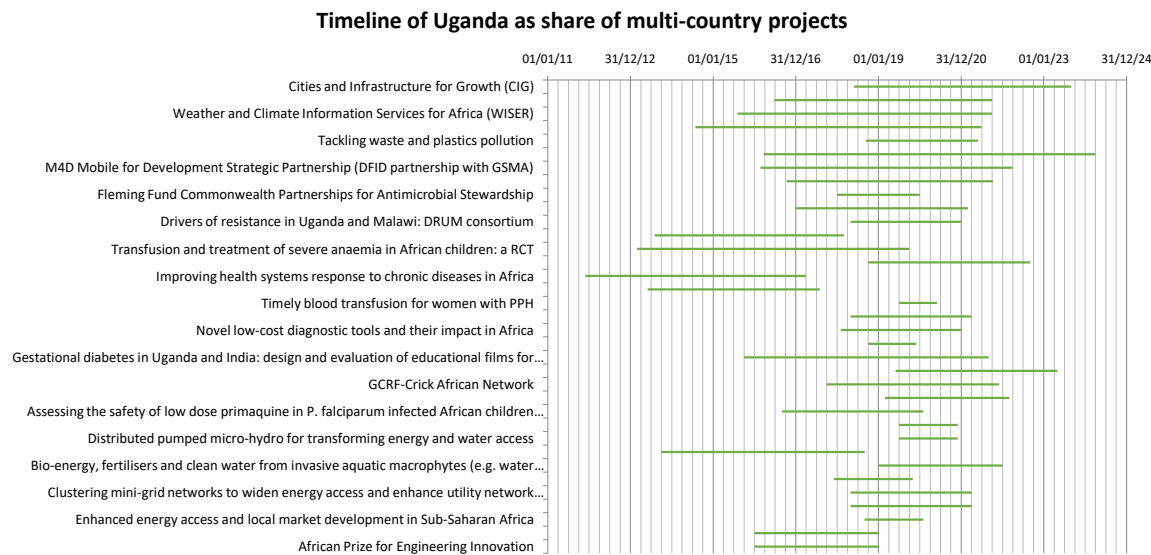 Timeline of Uganda as share of multi-country projects
01/01/11 31/12/12 01/01/15 31/12/16 01/01/19 31/12/20 01/01/23 31/12/24
Cities and Infrastructure for Growth (CIG)
Weather and Climate Information Services for Africa (WISER)
Tackling waste and plastics pollution
M4D Mobile for Development Strategic Partnership (DFID partnership with GSMA)
Fleming Fund Commonwealth Partnerships for Antimicrobial Stewardship
Drivers of resistance in Uganda and Malawi: DRUM consortium
Transfusion and treatment of severe anaemia in African children: a RCT
Improving health systems response to chronic diseases in Africa
Timely blood transfusion for women with PPH
Novel low-cost diagnostic tools and their impact in Africa
Gestational diabetes in Uganda and India: design and evaluation of educational films for…
GCRF-Crick African Network
Assessing the safety of low dose primaquine in P. falciparum infected African children…
Distributed pumped micro-hydro for transforming energy and water access
Bio-energy, fertilisers and clean water from invasive aquatic macrophytes (e.g. water…
Clustering mini-grid networks to widen energy access and enhance utility network…
Enhanced energy access and local market development in Sub-Saharan Africa
African Prize for Engineering Innovation